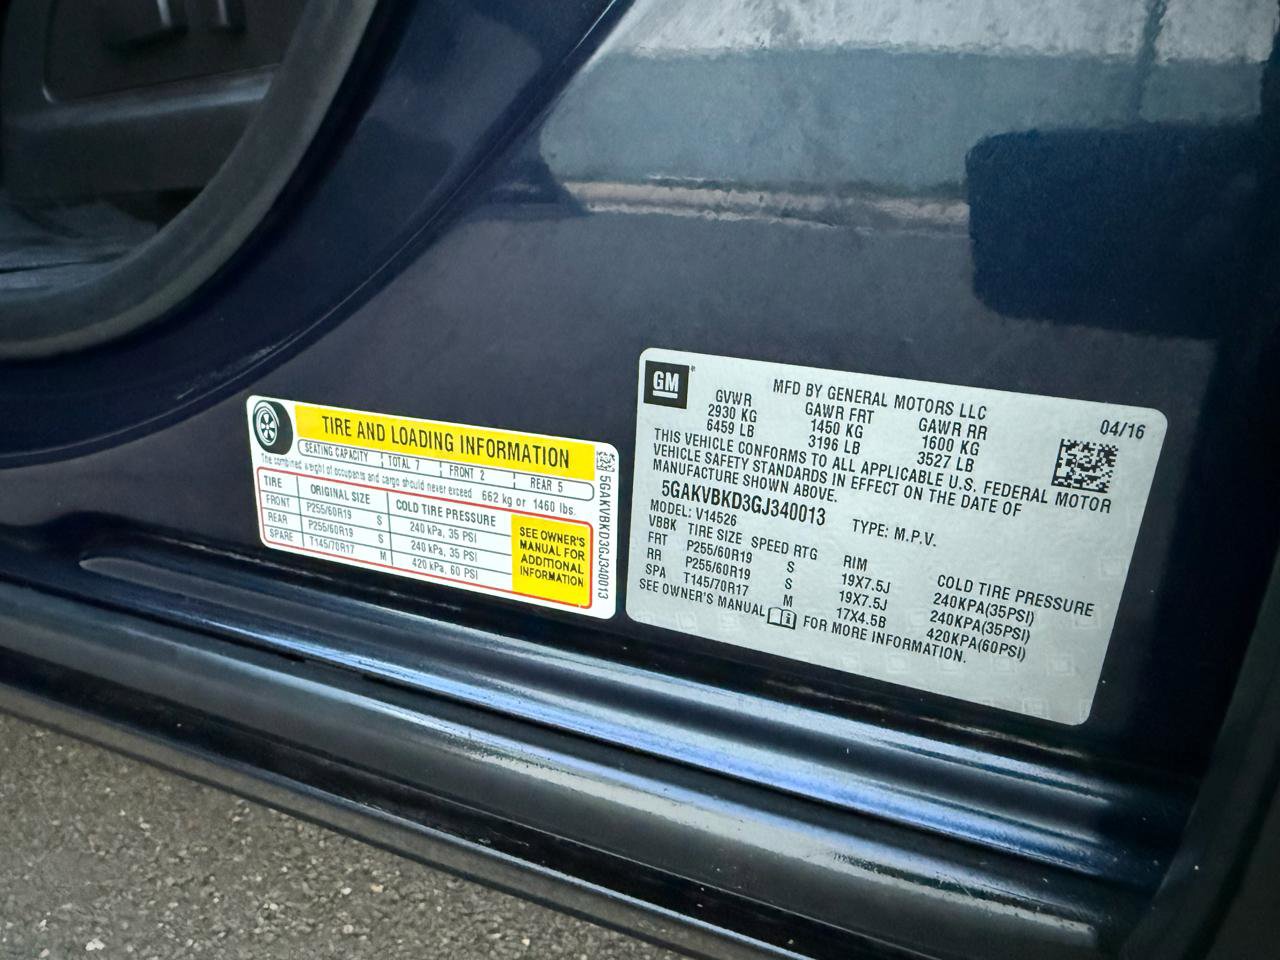 TIRE AND LOADING INFORMATION
SEATING CAPACITY TOTAL 7 FRONT 2 REAR 5
The combined weight of occupants and cargo should never exceed 662 kg or 1460 lbs.
TIRE ORIGINAL SIZE COLD TIRE PRESSURE
FRONT P255/60R19 S 240 kPa, 35 PSI
REAR P255/60R19 S 240 kPa, 35 PSI
SPARE T145/70R17 M 420 kPa, 60 PSI
SEE OWNER'S
MANUAL FOR
ADDITIONAL
INFORMATION
5GAKVBKD3GJ340013
GM
MFD BY GENERAL MOTORS LLC
04/16
GVWR GAWR FRT GAWR RR
2930 KG 1450 KG 1600 KG
6459 LB 3196 LB 3527 LB
THIS VEHICLE CONFORMS TO ALL APPLICABLE U.S. FEDERAL MOTOR
VEHICLE SAFETY STANDARDS IN EFFECT ON THE DATE OF
MANUFACTURE SHOWN ABOVE.
5GAKVBKD3GJ340013 TYPE: M.P.V.
MODEL: V14526
VBBK TIRE SIZE SPEED RTG RIM COLD TIRE PRESSURE
FRT P255/60R19 S 19X7.5J 240KPA(35PSI)
RR P255/60R19 S 19X7.5J 240KPA(35PSI)
SPA T145/70R17 M 17X4.5B 420KPA(60PSI)
SEE OWNER'S MANUAL FOR MORE INFORMATION.